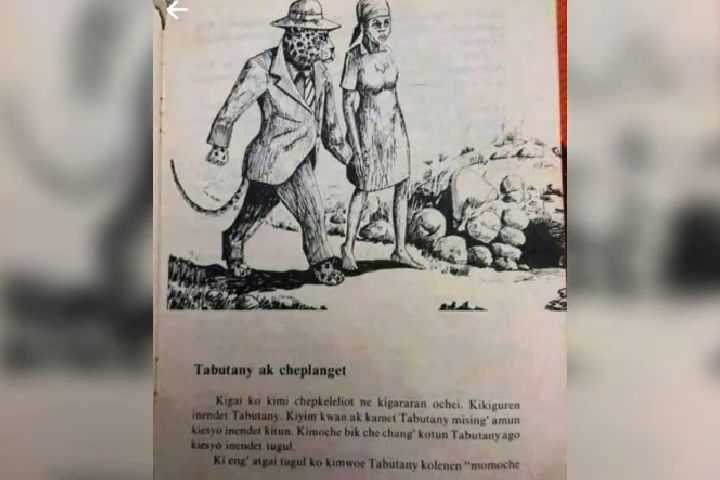 Tabutany ak cheplanget
Kigai ko kimi chepkeleliot ne kigararan ochei. Kikiguren
inendet Tabutany. Kiyim kwan ak kamet Tabutany mising' amun
kiesyo inendet kitun. Kimoche bik che chang' kotun Tabutany ago
kiesyo inendet tugul.
Ki eng' atgai tugul ko kimwoe Tabutany kolenen "momoche